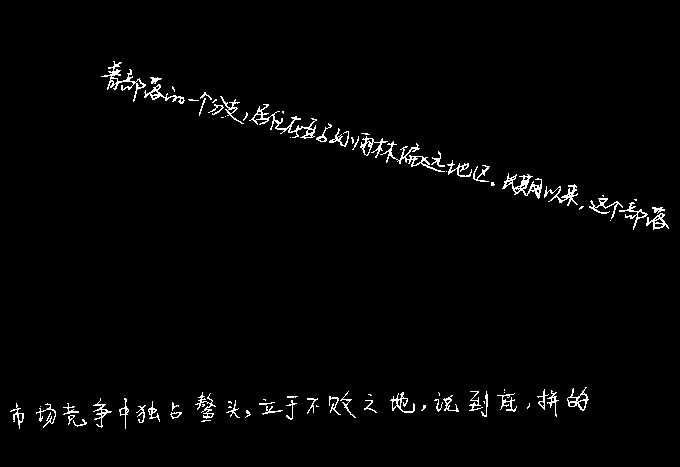 普部落的一个分支,居住在亚马孙雨林偏远地区。长期以来,这个部落
市场竞争中独占鳌头,立于不败之地,说到底,拼的